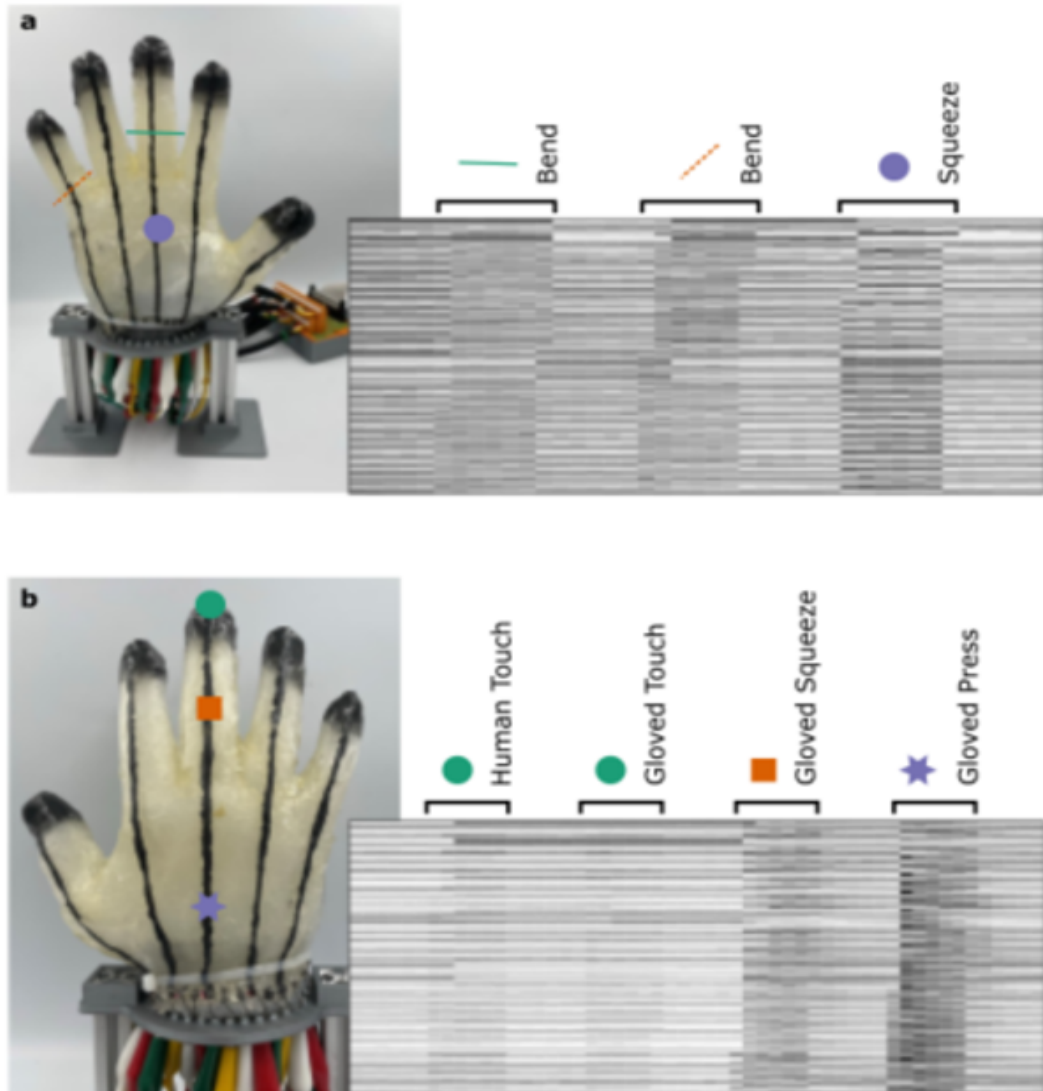 a
Bend
Bend
Squeeze
b
Human Touch
Gloved Touch
Gloved Squeeze
Gloved Press